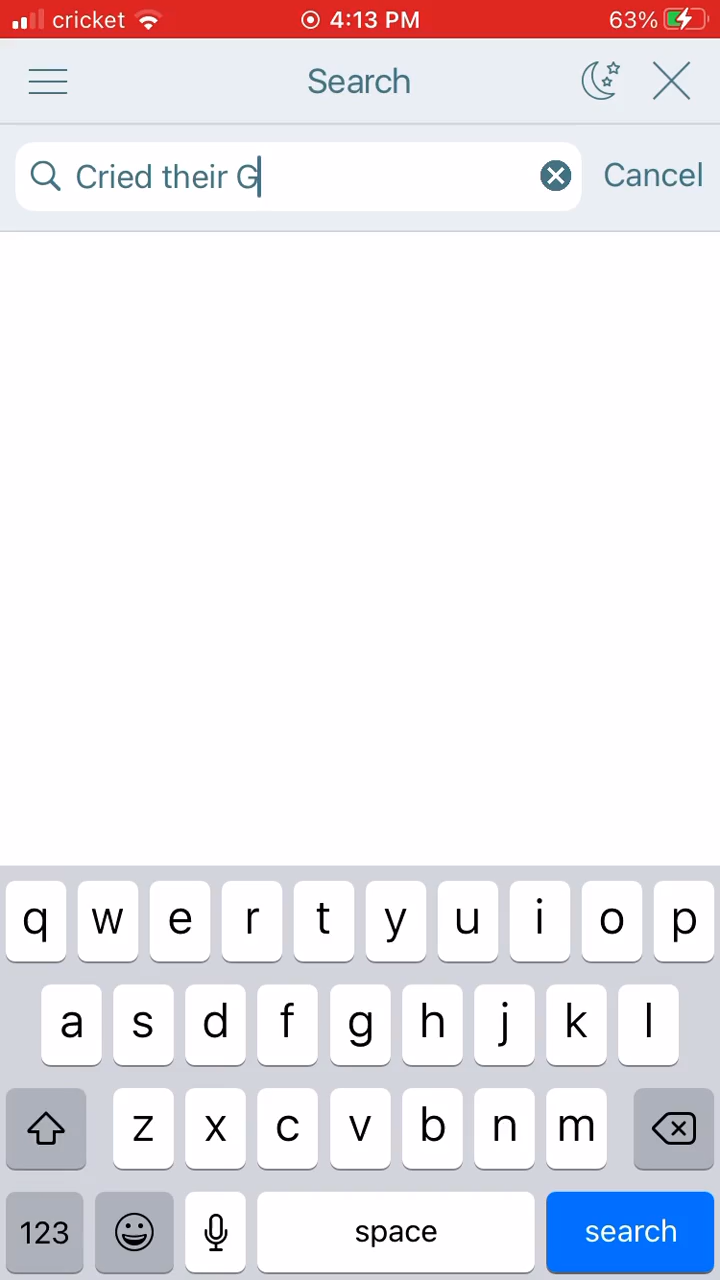 cricket 4:13 PM 63%
Search
Cried their G Cancel
q w e r t y u i o p
a s d f g h j k l
z x c v b n m
123 space search